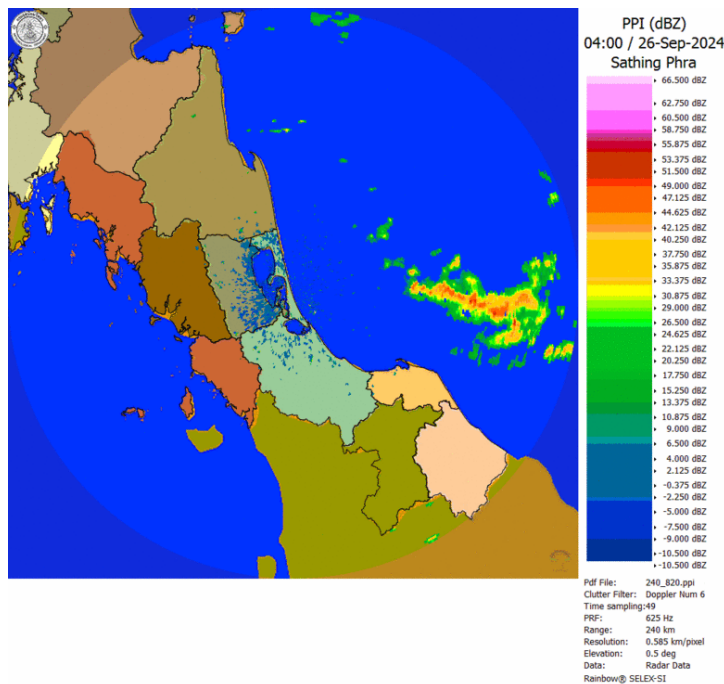 PPI (dBZ)
04:00 / 26-Sep-2024
Sathing Phra
66.500 dBZ
62.750 dBZ
60.500 dBZ
58.750 dBZ
55.875 dBZ
53.375 dBZ
51.500 dBZ
49.000 dBZ
47.125 dBZ
44.625 dBZ
42.125 dBZ
40.250 dBZ
37.750 dBZ
35.875 dBZ
33.375 dBZ
30.875 dBZ
29.000 dBZ
26.500 dBZ
24.625 dBZ
22.125 dBZ
20.250 dBZ
17.750 dBZ
15.250 dBZ
13.375 dBZ
10.875 dBZ
9.000 dBZ
6.500 dBZ
4.000 dBZ
2.125 dBZ
-0.375 dBZ
-2.250 dBZ
-5.000 dBZ
-7.500 dBZ
-9.000 dBZ
-10.500 dBZ
-10.500 dBZ
Pdf File: 240_820.ppi
Clutter Filter: Doppler Num 6
Time sampling:49
PRF: 625 Hz
Range: 240 km
Resolution: 0.585 km/pixel
Elevation: 0.5 deg
Data: Radar Data
Rainbow® SELEX-SI